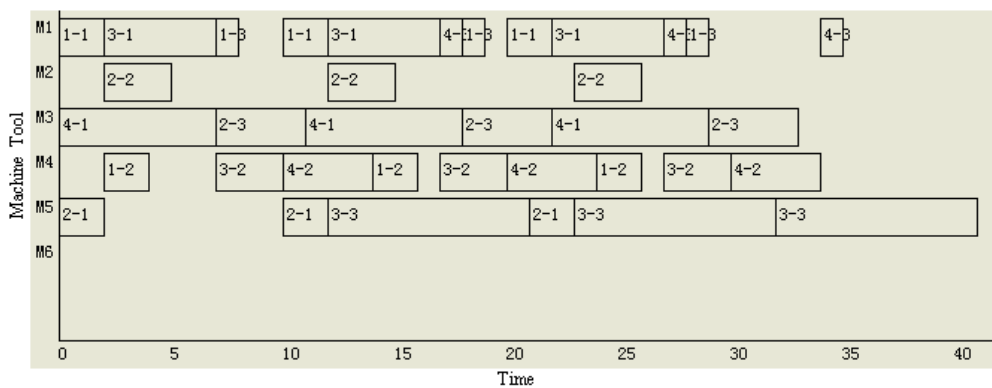 M1 1-1 3-1 1-3 1-1 3-1 4-3 1-3 1-1 3-1 4-3 1-3 4-3
M2 2-2 2-2 2-2
M3 4-1 2-3 4-1 2-3 4-1 2-3
M4 1-2 3-2 4-2 1-2 3-2 4-2 1-2 3-2 4-2
M5 2-1 2-1 3-3 2-1 3-3 3-3
M6
Machine Tool
0 5 10 15 20 25 30 35 40
Time